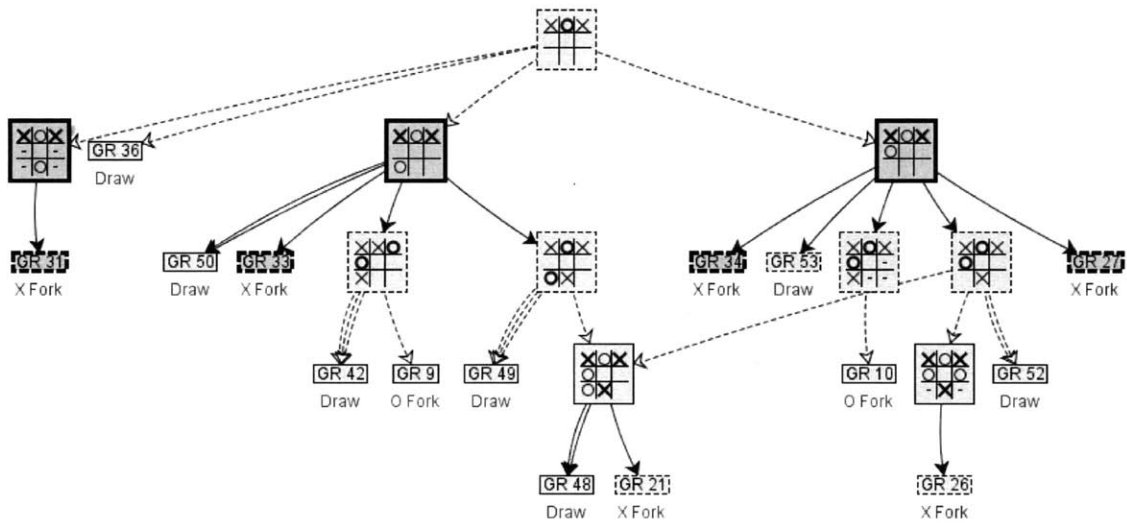 GR 36
Draw
GR 31
X Fork
GR 50
Draw
GR 33
X Fork
GR 34
X Fork
GR 53
Draw
GR 27
X Fork
GR 42
Draw
GR 9
O Fork
GR 49
Draw
GR 10
O Fork
GR 52
Draw
GR 48
Draw
GR 21
X Fork
GR 26
X Fork